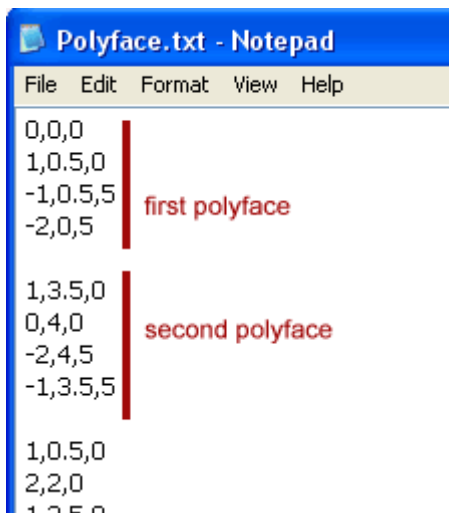 Polyface.txt - Notepad
File Edit Format View Help
0,0,0
1,0.5,0
-1,0.5,5
-2,0,5
first polyface
1,3.5,0
0,4,0
-2,4,5
-1,3.5,5
second polyface
1,0.5,0
2,2,0